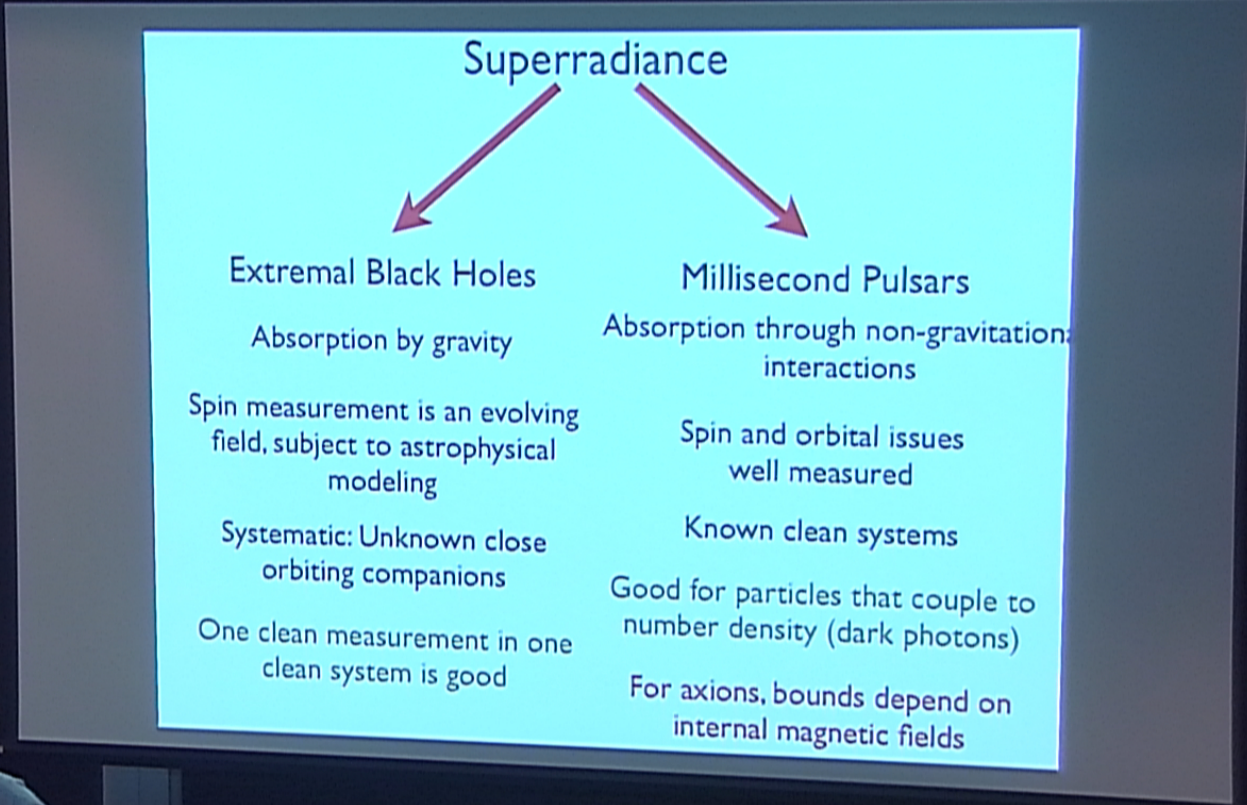 Superradiance
Extremal Black Holes
Absorption by gravity
Spin measurement is an evolving
field, subject to astrophysical
modeling
Systematic: Unknown close
orbiting companions
One clean measurement in one
clean system is good
Millisecond Pulsars
Absorption through non-gravitation
interactions
Spin and orbital issues
well measured
Known clean systems
Good for particles that couple to
number density (dark photons)
For axions, bounds depend on
internal magnetic fields